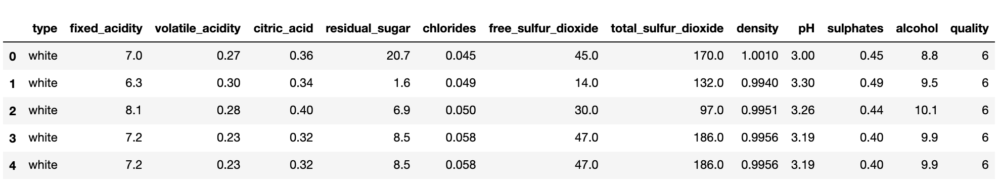 type fixed_acidity volatile_acidity citric_acid residual_sugar chlorides free_sulfur_dioxide total_sulfur_dioxide density pH sulphates alcohol quality
0 white 7.0 0.27 0.36 20.7 0.045 45.0 170.0 1.0010 3.00 0.45 8.8 6
1 white 6.3 0.30 0.34 1.6 0.049 14.0 132.0 0.9940 3.30 0.49 9.5 6
2 white 8.1 0.28 0.40 6.9 0.050 30.0 97.0 0.9951 3.26 0.44 10.1 6
3 white 7.2 0.23 0.32 8.5 0.058 47.0 186.0 0.9956 3.19 0.40 9.9 6
4 white 7.2 0.23 0.32 8.5 0.058 47.0 186.0 0.9956 3.19 0.40 9.9 6